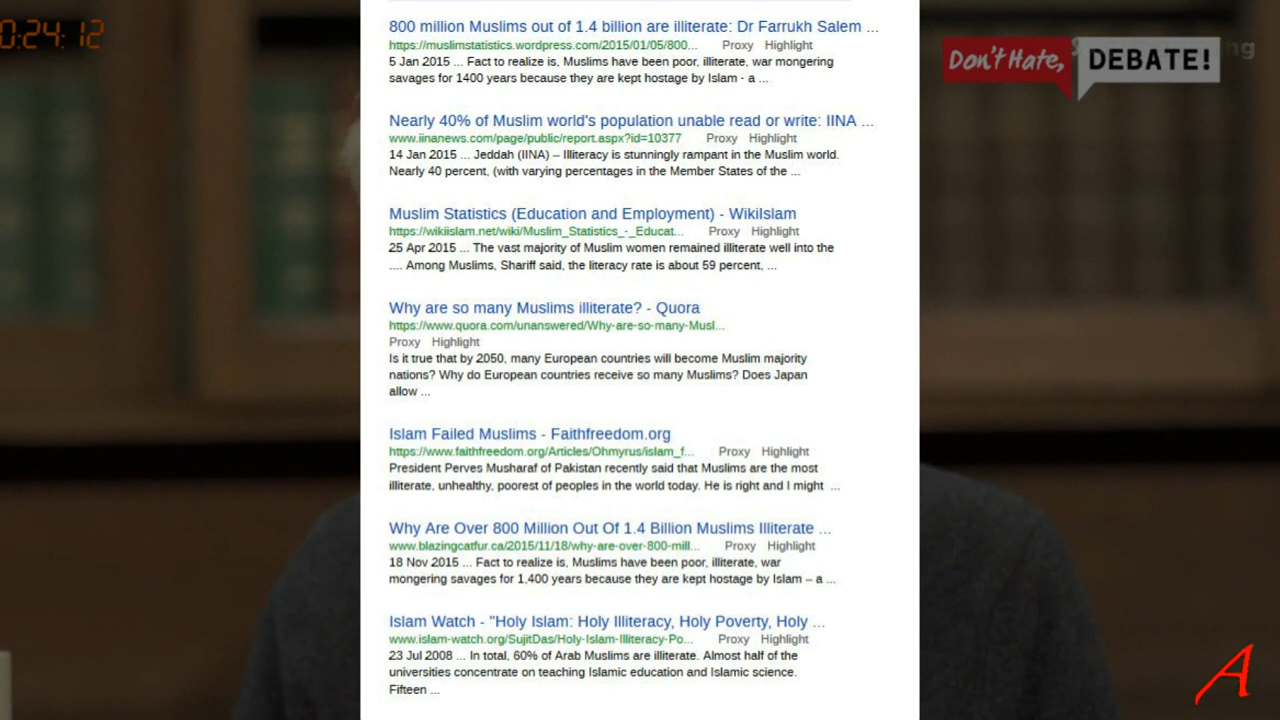 0:24:12
Don't Hate,
DEBATE!
800 million Muslims out of 1.4 billion are illiterate: Dr Farrukh Salem ...
https://muslimstatistics.wordpress.com/2015/01/05/800... Proxy Highlight
5 Jan 2015 ... Fact to realize is, Muslims have been poor, illiterate, war mongering
savages for 1400 years because they are kept hostage by Islam - a ...
Nearly 40% of Muslim world's population unable read or write: IINA ...
www.iinanews.com/page/public/report.aspx?id=10377 Proxy Highlight
14 Jan 2015 ... Jeddah (IINA) – Illiteracy is stunningly rampant in the Muslim world.
Nearly 40 percent, (with varying percentages in the Member States of the ...
Muslim Statistics (Education and Employment) - WikiIslam
https://wikiislam.net/wiki/Muslim_Statistics_-_Educat... Proxy Highlight
25 Apr 2015 ... The vast majority of Muslim women remained illiterate well into the
.... Among Muslims, Shariff said, the literacy rate is about 59 percent, ...
Why are so many Muslims illiterate? - Quora
https://www.quora.com/unanswered/Why-are-so-many-Musl...
Proxy Highlight
Is it true that by 2050, many European countries will become Muslim majority
nations? Why do European countries receive so many Muslims? Does Japan
allow ...
Islam Failed Muslims - Faithfreedom.org
https://www.faithfreedom.org/Articles/Ohmyrus/islam_f... Proxy Highlight
President Perves Musharaf of Pakistan recently said that Muslims are the most
illiterate, unhealthy, poorest of peoples in the world today. He is right and I might ...
Why Are Over 800 Million Out Of 1.4 Billion Muslims Illiterate ...
www.blazingcatfur.ca/2015/11/18/why-are-over-800-mill... Proxy Highlight
18 Nov 2015 ... Fact to realize is, Muslims have been poor, illiterate, war
mongering savages for 1,400 years because they are kept hostage by Islam – a ...
Islam Watch - "Holy Islam: Holy Illiteracy, Holy Poverty, Holy ...
www.islam-watch.org/SujitDas/Holy-Islam-Illiteracy-Po... Proxy Highlight
23 Jul 2008 ... In total, 60% of Arab Muslims are illiterate. Almost half of the
universities concentrate on teaching Islamic education and Islamic science.
Fifteen ...
A